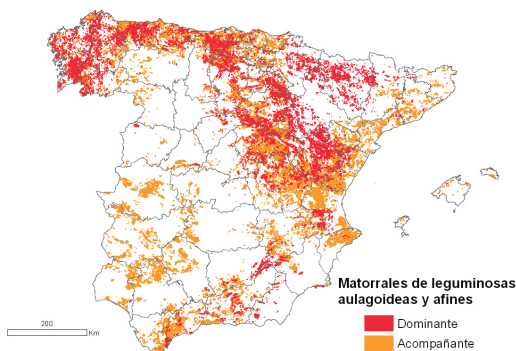 Matorrales de leguminosas
aulagoideas y afines
Dominante
Acompañante
200
Km